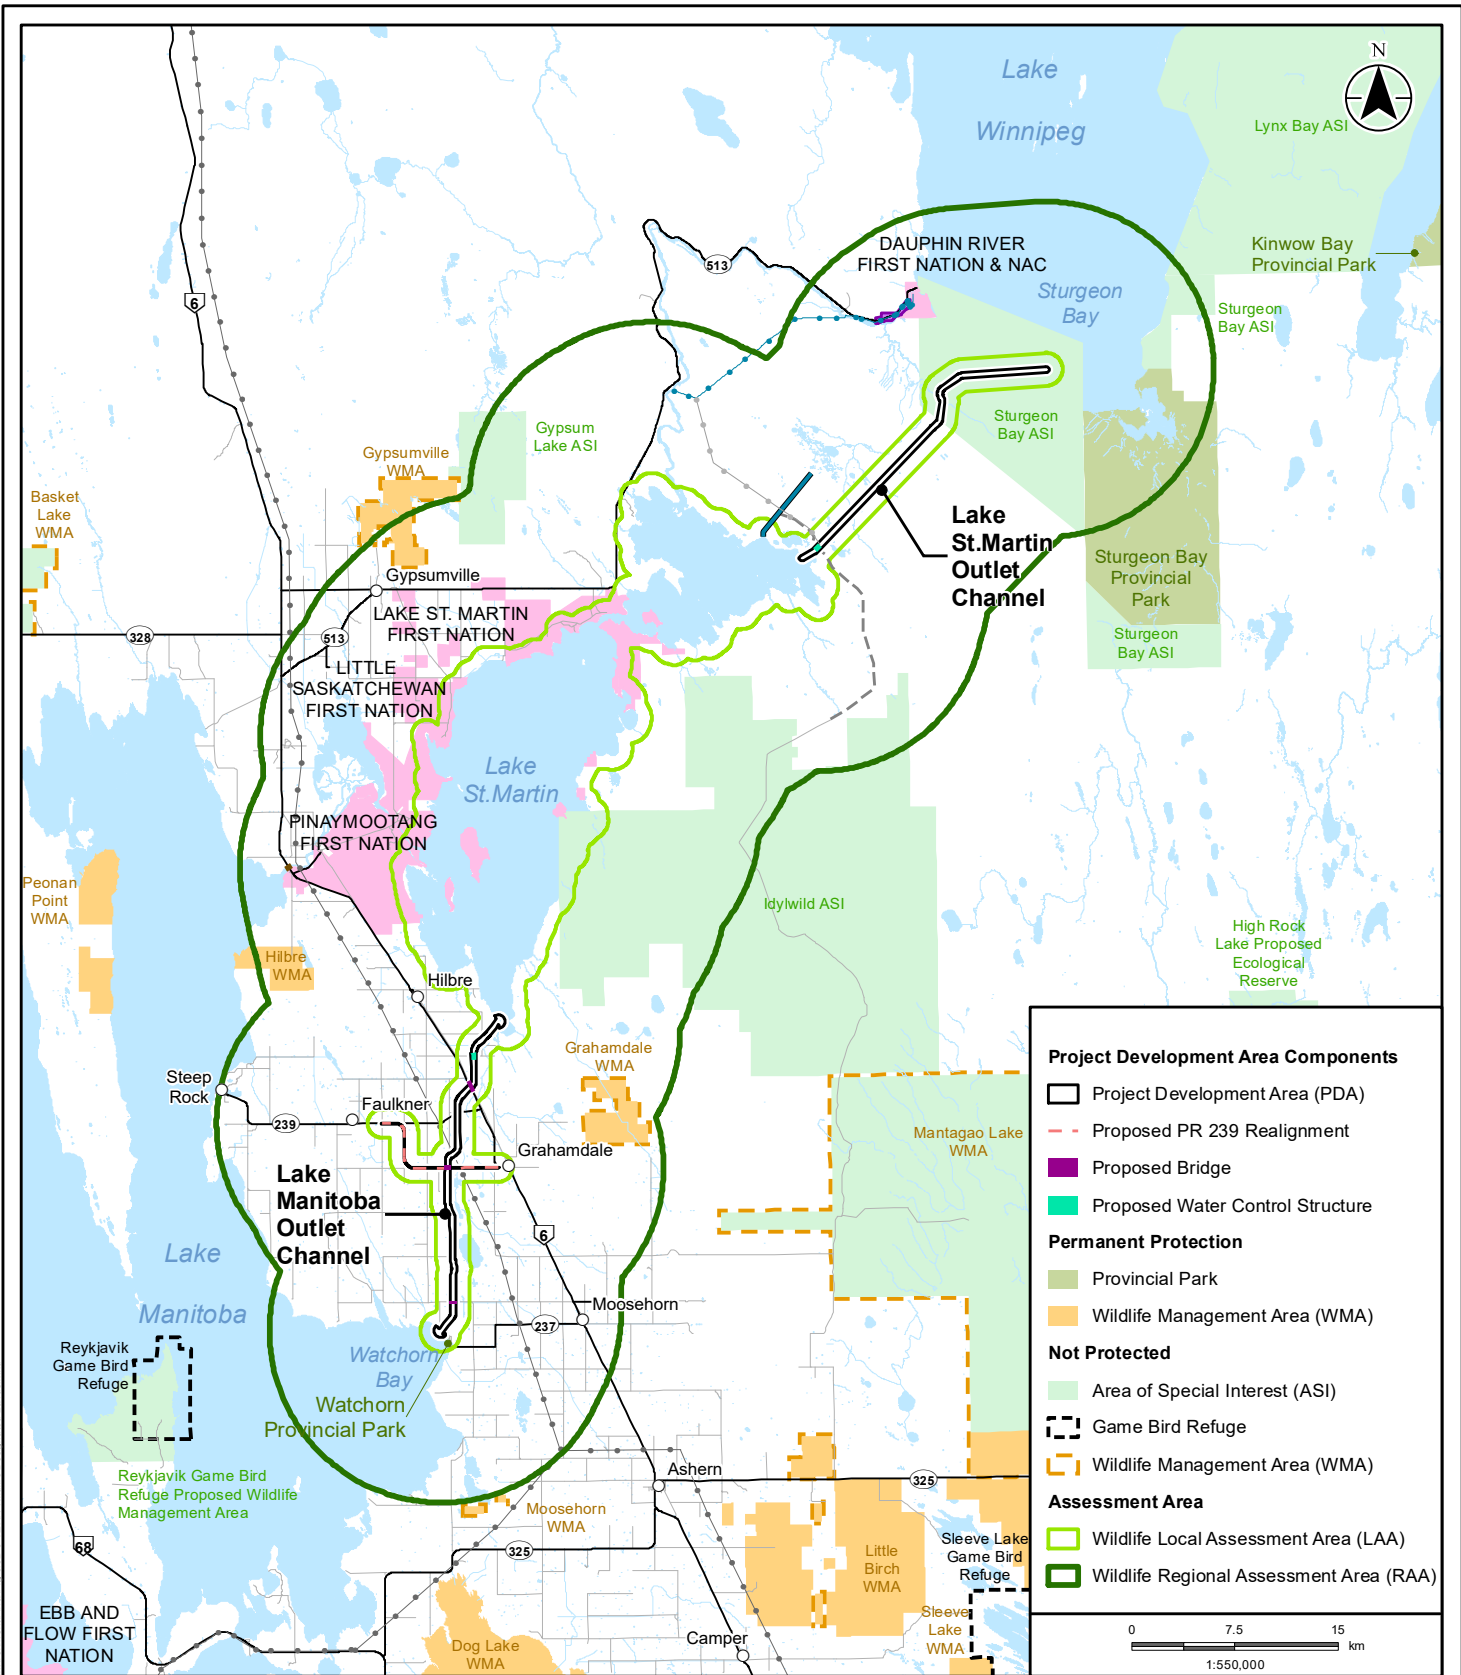 N
Lake
Winnipeg
Lynx Bay ASI
Kinwow Bay
Provincial Park
DAUPHIN RIVER
FIRST NATION & NAC
513
Sturgeon
Bay
6
Sturgeon
Bay ASI
Gypsum
Lake ASI
Sturgeon
Bay ASI
Gypsumville
WMA
Basket
Lake
WMA
Lake
St.Martin
Outlet
Channel
Sturgeon Bay
Provincial
Park
Gypsumville
LAKE ST. MARTIN
FIRST NATION
328
513
Sturgeon
Bay ASI
LITTLE
SASKATCHEWAN
FIRST NATION
Lake
St.Martin
PINAYMOOTANG
FIRST NATION
Peonan
Point
WMA
Idylwild ASI
High Rock
Lake Proposed
Ecological
Reserve
Hilbre
WMA
Hilbre
Grahamdale
WMA
Steep
Rock
Faulkner
239
Mantagao Lake
WMA
Grahamdale
Lake
Manitoba
Outlet
Channel
6
Lake
Manitoba
Moosehorn
237
Reykjavik
Game Bird
Refuge
Watchorn
Bay
Watchorn
Provincial Park
Reykjavik Game Bird
Refuge Proposed Wildlife
Management Area
Ashern
325
Moosehorn
WMA
68
325
Little
Birch
WMA
Sleeve Lake
Game Bird
Refuge
EBB AND
FLOW FIRST
NATION
Sleeve
Lake
WMA
Dog Lake
WMA
Camper
Project Development Area Components
Project Development Area (PDA)
Proposed PR 239 Realignment
Proposed Bridge
Proposed Water Control Structure
Permanent Protection
Provincial Park
Wildlife Management Area (WMA)
Not Protected
Area of Special Interest (ASI)
Game Bird Refuge
Wildlife Management Area (WMA)
Assessment Area
Wildlife Local Assessment Area (LAA)
Wildlife Regional Assessment Area (RAA)
0 7.5 15
km
1:550,000